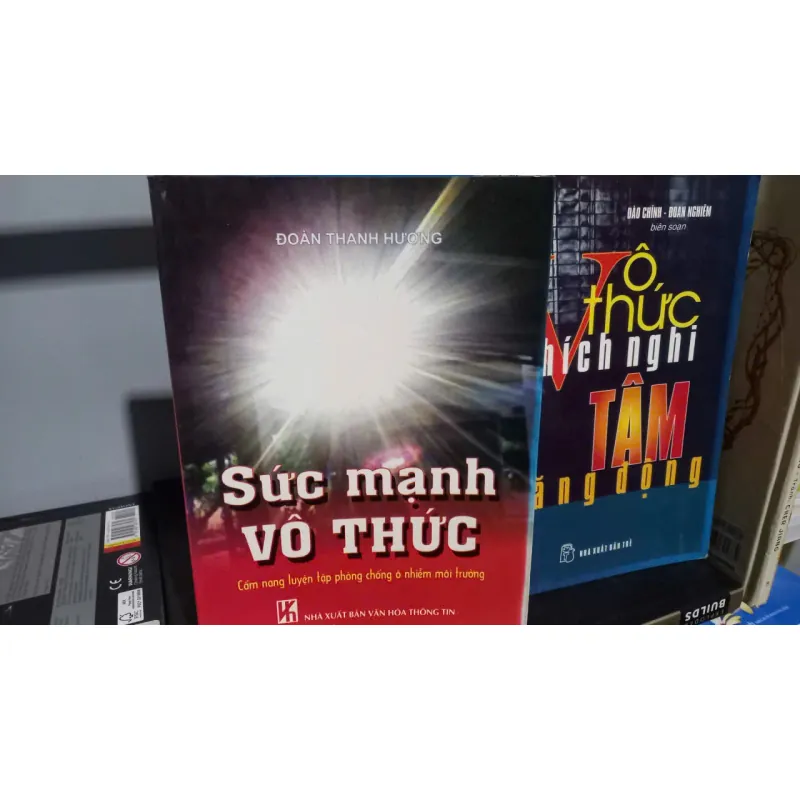 ĐOÀN THANH HƯƠNG
Sức mạnh
VÔ THỨC
Cẩm nang luyện tập phòng chống ô nhiễm môi trường
NHÀ XUẤT BẢN VĂN HÓA THÔNG TIN
ĐÀO CHÍNH - ĐOAN NGHIÊM
biên soạn
Vô
thức
hích nghi
TÂM
ăng động
NHÀ XUẤT BẢN TRẺ
BUILDS
CE